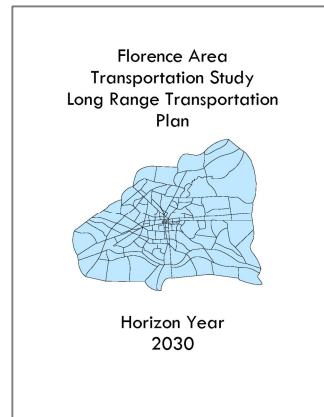 Florence Area
Transportation Study
Long Range Transportation
Plan
Horizon Year
2030